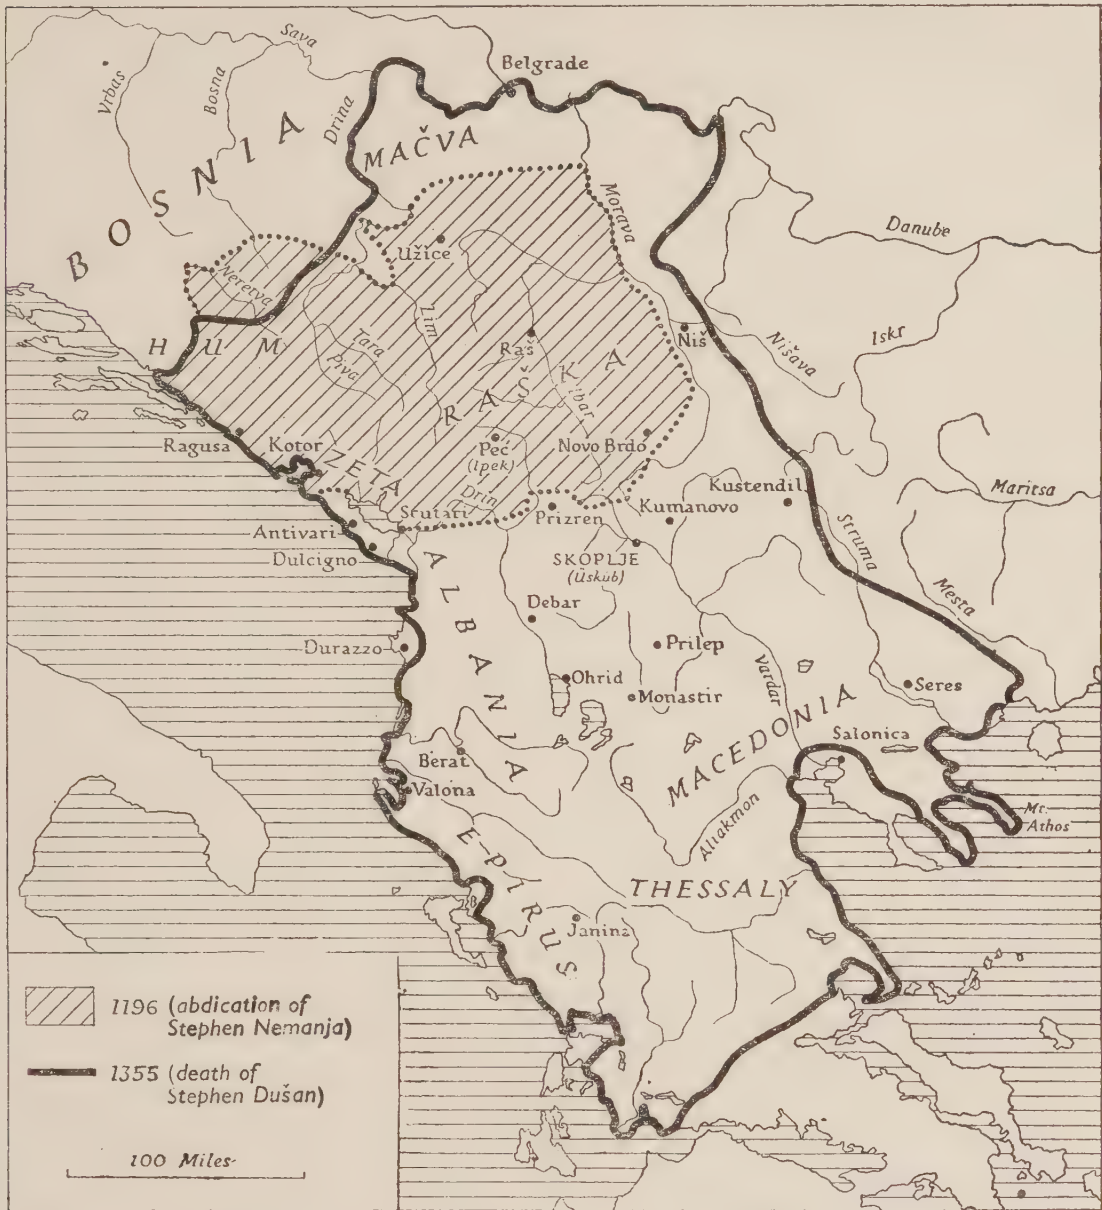 Sava
Belgrade
Vrbas
Bosna
Drina
BOSNIA
MAČVA
Morava
Danube
Užice
Neretva
Lim
HUM
Tara
Piva
Raš
RAŠKA
Ibar
Niš
Nišava
Iskr
Ragusa
Kotor
ZETA
Peć
(Ipek)
Novo Brdo
Drin
Scutari
Prizren
Kumanovo
Kustendil
Maritsa
Struma
Antivari
Dulcigno
SKOPLJE
(Üsküb)
Mesta
ALBANIA
Debar
Durazzo
Prilep
Ohrid
Monastir
Vardar
Seres
MACEDONIA
Salonica
Berat
Valona
Aliakmon
Mt.
Athos
EPIRUS
THESSALY
Janina
1196 (abdication of
Stephen Nemanja)
1355 (death of
Stephen Dušan)
100 Miles